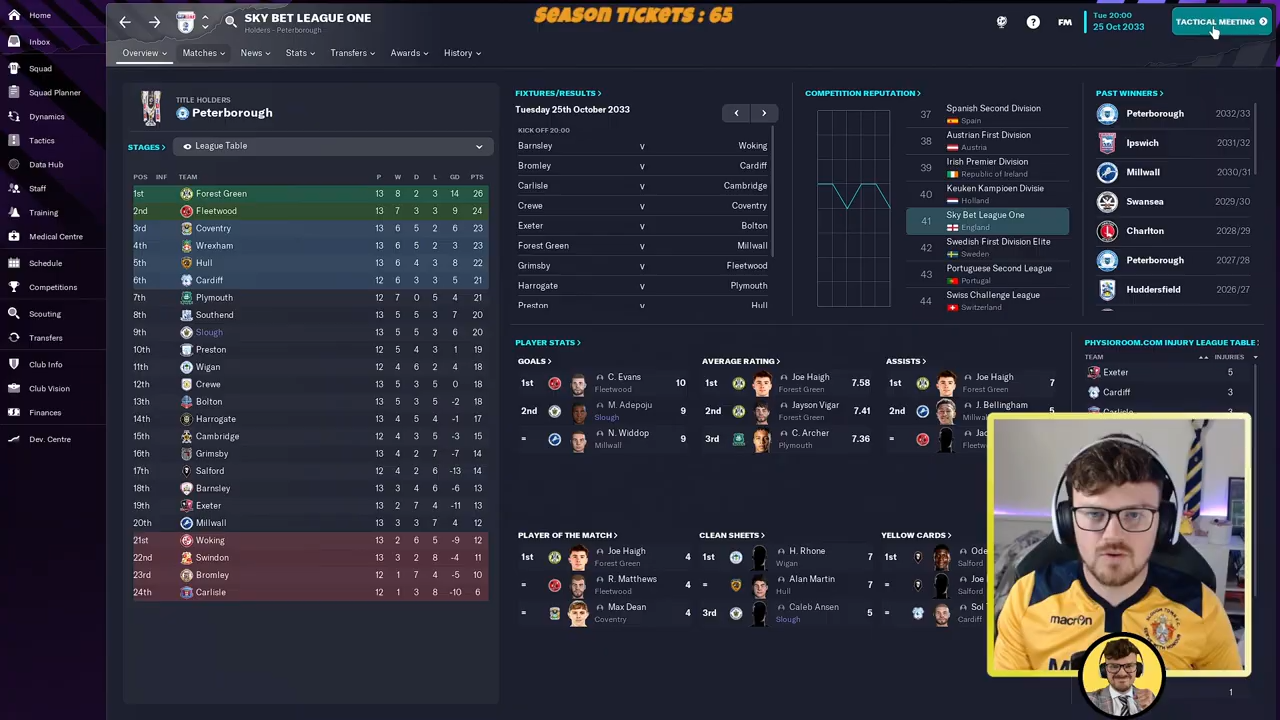 SEASON TICKETS : 65
Home
Inbox
Squad
Squad Planner
Dynamics
Tactics
Data Hub
Staff
Training
Medical Centre
Schedule
Competitions
Scouting
Transfers
Club Info
Club Vision
Finances
Dev. Centre
SKY BET LEAGUE ONE
Holders - Peterborough
FM
Tue 20:00
25 Oct 2033
TACTICAL MEETING
Overview
Matches
News
Stats
Transfers
Awards
History
TITLE HOLDERS
Peterborough
STAGES > League Table
POS INF TEAM P W D L GD PTS
1st Forest Green 13 8 2 3 14 26
2nd Fleetwood 13 7 3 3 9 24
3rd Coventry 13 6 5 2 6 23
4th Wrexham 13 6 5 2 3 23
5th Hull 13 6 4 3 8 22
6th Cardiff 12 6 3 3 5 21
7th Plymouth 12 7 0 5 4 21
8th Southend 13 5 5 3 7 20
9th Slough 13 5 5 3 6 20
10th Preston 12 5 4 3 1 19
11th Wigan 12 4 6 2 4 18
12th Crewe 12 5 3 5 0 18
13th Bolton 13 5 3 5 -2 18
14th Harrogate 13 5 4 4 -1 17
15th Cambridge 12 4 3 5 -3 15
16th Grimsby 13 4 2 7 -7 14
17th Salford 12 4 2 6 -13 14
18th Barnsley 13 3 4 6 -6 13
19th Exeter 13 2 7 4 -11 13
20th Millwall 13 3 3 7 4 12
21st Woking 13 2 6 5 -9 12
22nd Swindon 13 3 2 8 -4 11
23rd Bromley 12 1 7 4 -5 10
24th Carlisle 12 1 3 8 -10 6
FIXTURES/RESULTS >
Tuesday 25th October 2033
KICK OFF 20:00
Barnsley v Woking
Bromley v Cardiff
Carlisle v Cambridge
Crewe v Coventry
Exeter v Bolton
Forest Green v Millwall
Grimsby v Fleetwood
Harrogate v Plymouth
Preston v Hull
COMPETITION REPUTATION >
37 Spanish Second Division
Spain
38 Austrian First Division
Austria
39 Irish Premier Division
Republic of Ireland
40 Keuken Kampioen Divisie
Holland
41 Sky Bet League One
England
42 Swedish First Division Elite
Sweden
43 Portuguese Second League
Portugal
44 Swiss Challenge League
Switzerland
PAST WINNERS >
Peterborough 2032/33
Ipswich 2031/32
Millwall 2030/31
Swansea 2029/30
Charlton 2028/29
Peterborough 2027/28
Huddersfield 2026/27
PLAYER STATS >
GOALS >
1st C. Evans 10
Fleetwood
2nd M. Adepoju 9
Slough
= N. Widdop 9
Millwall
AVERAGE RATING >
1st Joe Haigh 7.58
Forest Green
2nd Jayson Vigar 7.41
Forest Green
3rd C. Archer 7.36
Plymouth
ASSISTS >
1st Joe Haigh 7
Forest Green
2nd J. Bellingham 5
=
PLAYER OF THE MATCH >
1st Joe Haigh 4
Forest Green
= R. Matthews 4
Fleetwood
= Max Dean 4
Coventry
CLEAN SHEETS >
1st H. Rhone 7
Wigan
= Alan Martin 7
Hull
3rd Caleb Ansen 5
Slough
YELLOW CARDS >
1st
Salford
= Joe
Salford
= Sol
Cardiff
PHYSIOROOM.COM INJURY LEAGUE TABLE
TEAM INJURIES
Exeter 5
Cardiff 3
1
macron